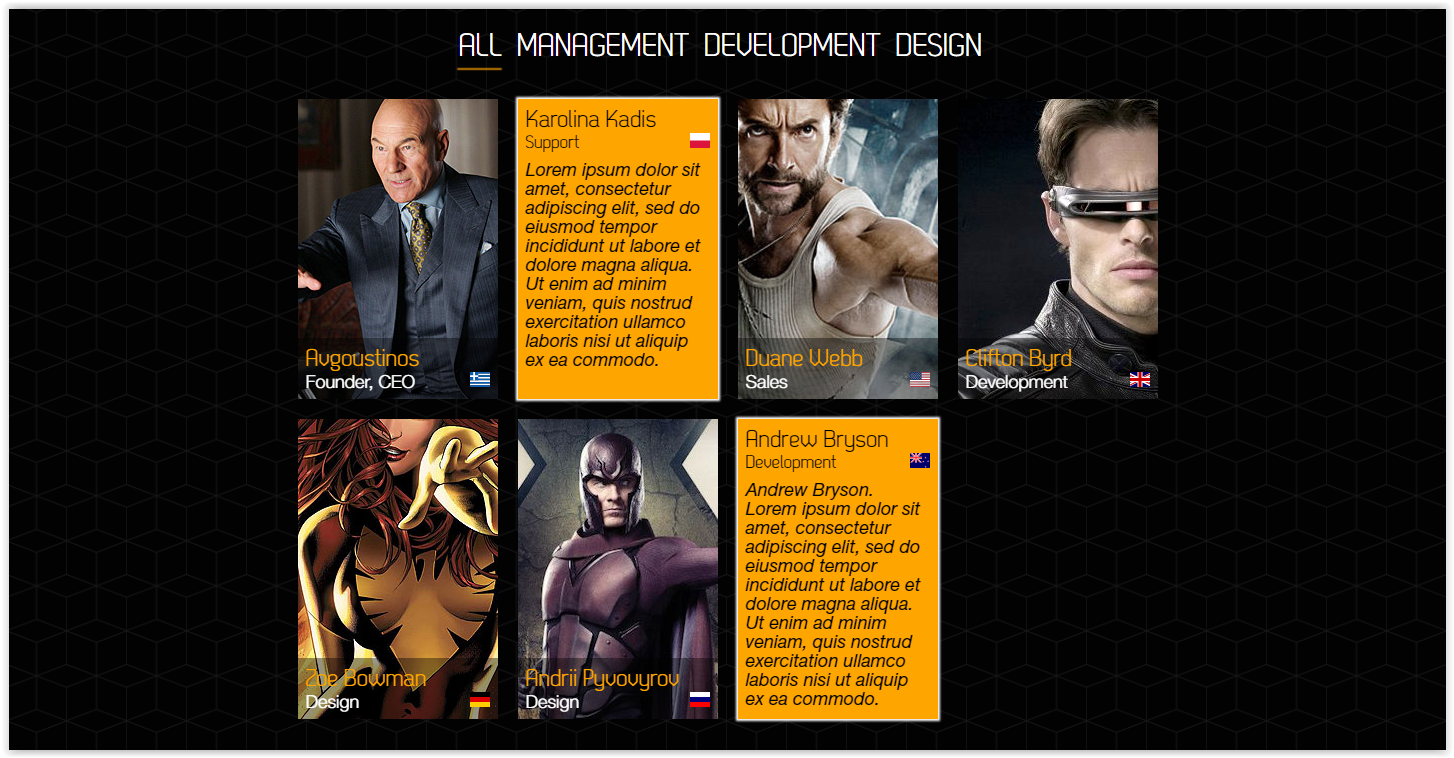 ALL MANAGEMENT DEVELOPMENT DESIGN
Avgoustinos
Founder, CEO
Karolina Kadis
Support
Lorem ipsum dolor sit
amet, consectetur
adipiscing elit, sed do
eiusmod tempor
incididunt ut labore et
dolore magna aliqua.
Ut enim ad minim
veniam, quis nostrud
exercitation ullamco
laboris nisi ut aliquip
ex ea commodo.
Duane Webb
Sales
Clifton Byrd
Development
Zoe Bowman
Design
Andrii Pyvovyrov
Design
Andrew Bryson
Development
Andrew Bryson.
Lorem ipsum dolor sit
amet, consectetur
adipiscing elit, sed do
eiusmod tempor
incididunt ut labore et
dolore magna aliqua.
Ut enim ad minim
veniam, quis nostrud
exercitation ullamco
laboris nisi ut aliquip
ex ea commodo.